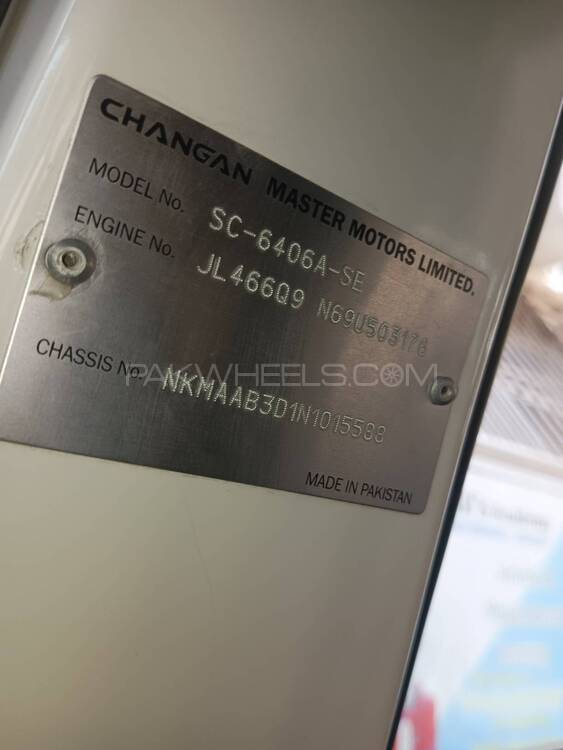 CHANGAN MASTER MOTORS LIMITED.
MODEL No. SC-6406A-SE
ENGINE No. JL466Q9 N69U503176
CHASSIS No. NKMAAB3D1N1015588
MADE IN PAKISTAN
PAKWHEELS.COM